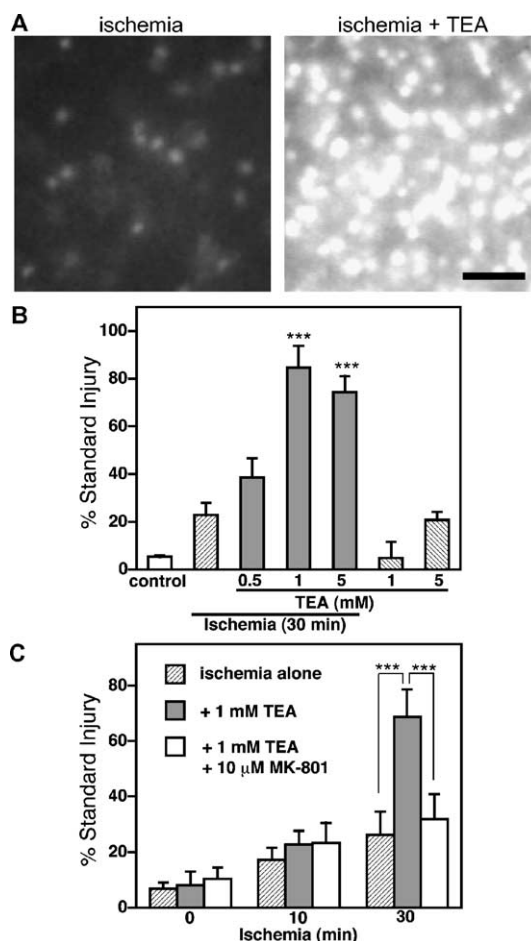 A ischemia ischemia + TEA
B
% Standard Injury
100
80
60
40
20
0
control 0.5 1 5 1 5
TEA (mM)
Ischemia (30 min)
***
***
C
% Standard Injury
80
60
40
20
0
ischemia alone
+ 1 mM TEA
+ 1 mM TEA
+ 10 μM MK-801
*** ***
0 10 30
Ischemia (min)